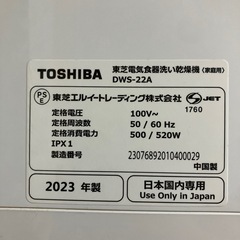 TOSHIBA
東芝電気食器洗い乾燥機(家庭用)
DWS-22A
PS
E
東芝エルイートレーディング株式会社
S JET
1760
定格電圧 100V~
定格周波数 50 / 60 Hz
定格消費電力 500 / 520W
IPX1
製造番号 23076892010400029
中国製
2023 年製
日本国内専用
Use Only in Japan